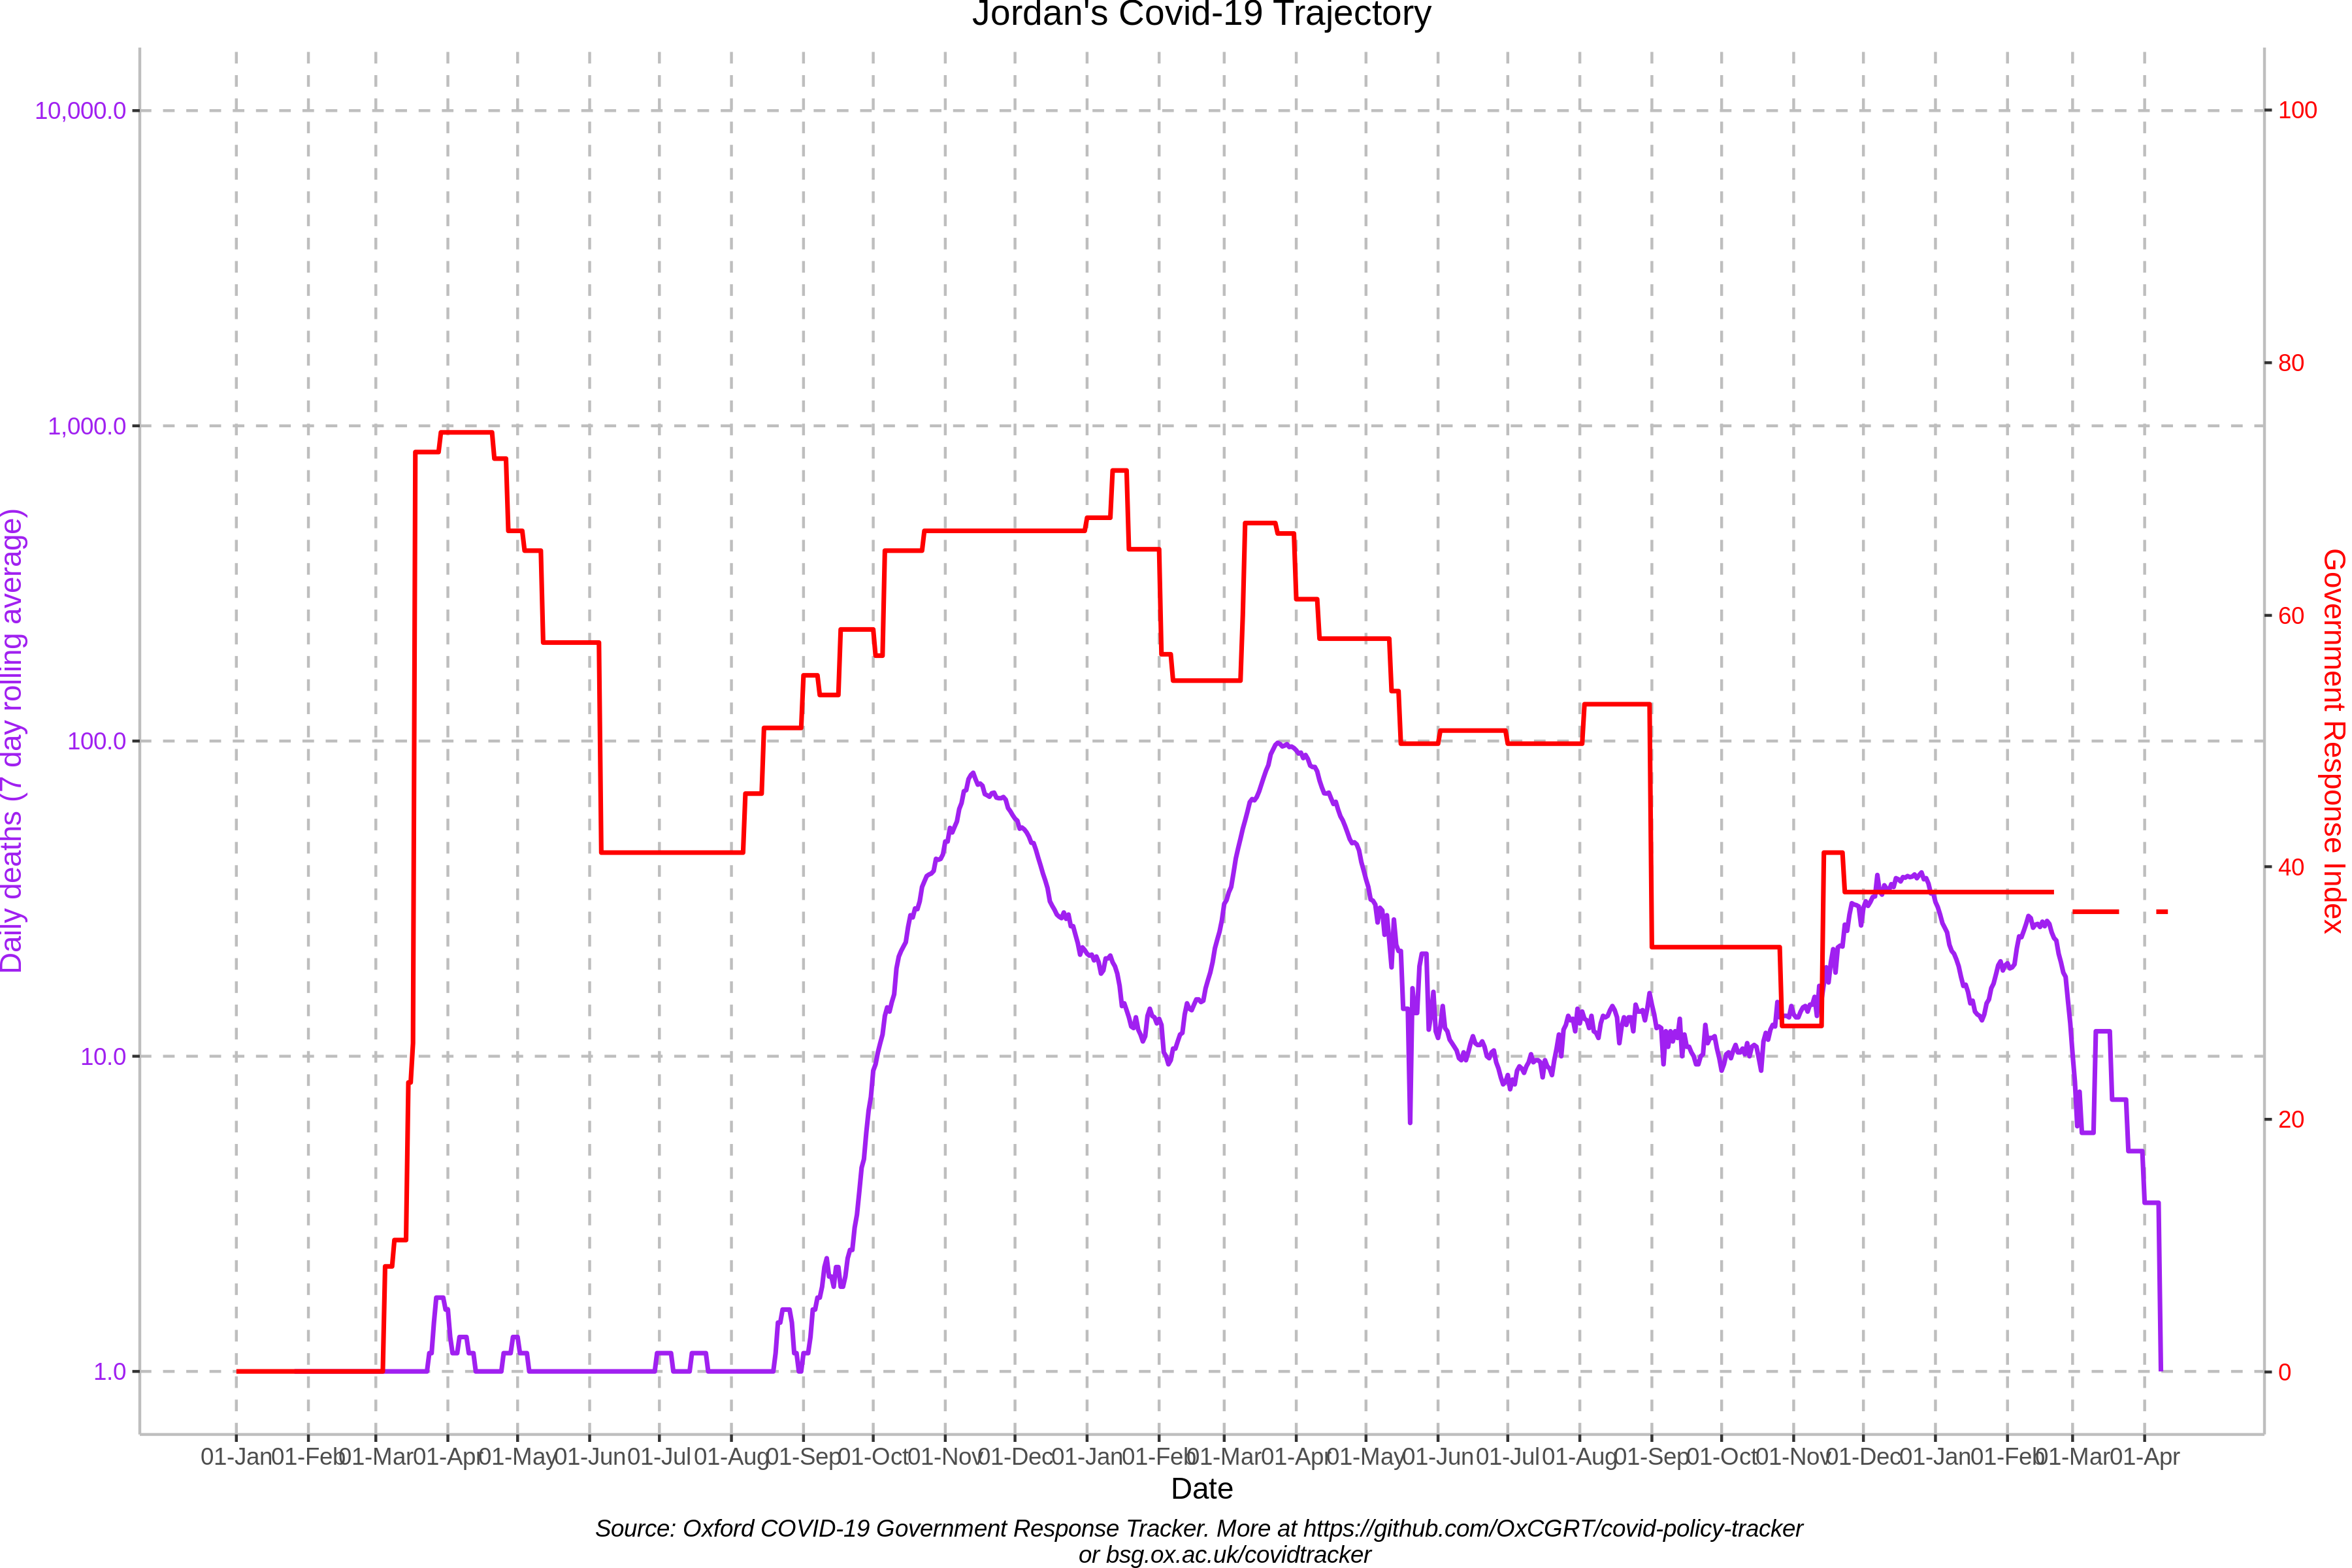 Jordan's Covid-19 Trajectory
10,000.0
1,000.0
100.0
10.0
1.0
Daily deaths (7 day rolling average)
100
80
60
40
20
0
Government Response Index
01-Jan 01-Feb 01-Mar 01-Apr 01-May 01-Jun 01-Jul 01-Aug 01-Sep 01-Oct 01-Nov 01-Dec 01-Jan 01-Feb 01-Mar 01-Apr 01-May 01-Jun 01-Jul 01-Aug 01-Sep 01-Oct 01-Nov 01-Dec 01-Jan 01-Feb 01-Mar 01-Apr
Date
Source: Oxford COVID-19 Government Response Tracker. More at https://github.com/OxCGRT/covid-policy-tracker
or bsg.ox.ac.uk/covidtracker